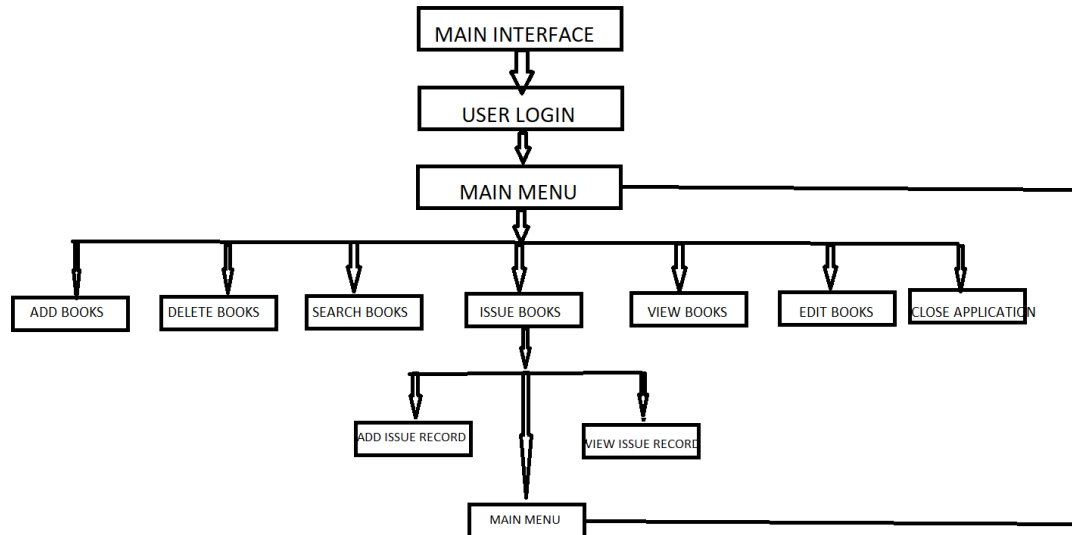 MAIN INTERFACE
USER LOGIN
MAIN MENU
ADD BOOKS
DELETE BOOKS
SEARCH BOOKS
ISSUE BOOKS
VIEW BOOKS
EDIT BOOKS
CLOSE APPLICATION
ADD ISSUE RECORD
VIEW ISSUE RECORD
MAIN MENU